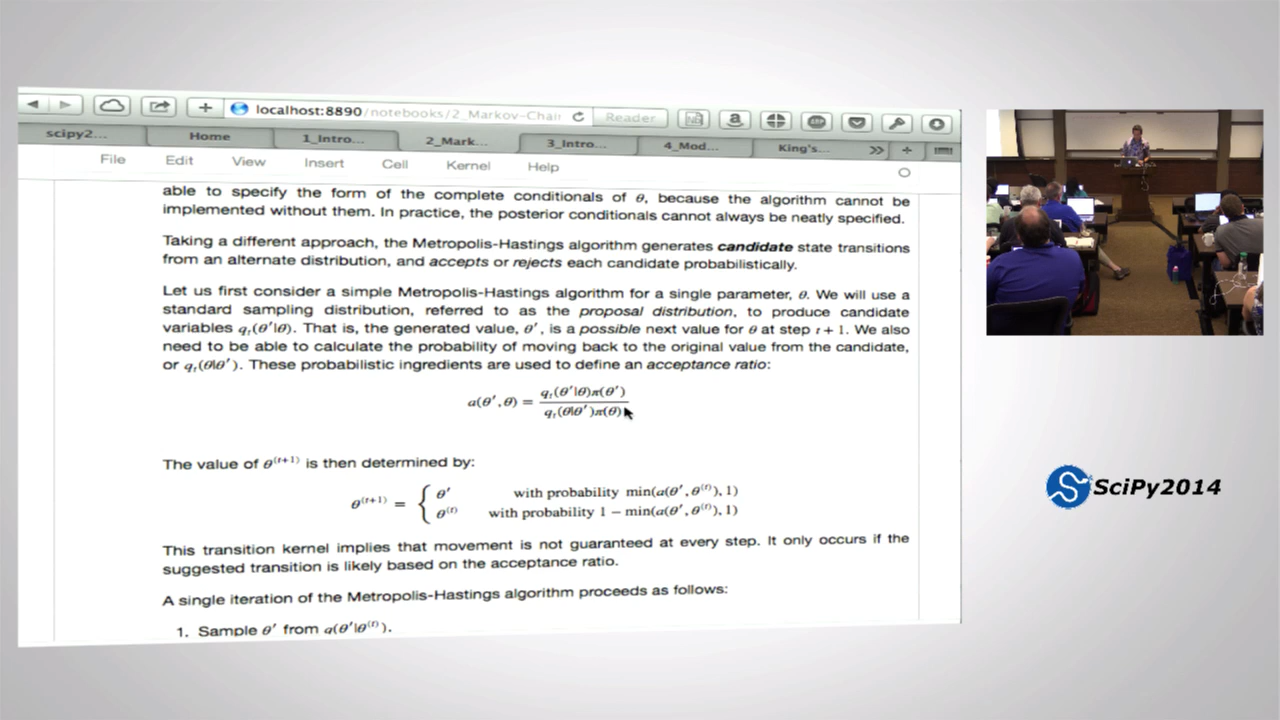 localhost:8890/notebooks/2_Markov-Chai
Reader
scipy2...
Home
1_Intro...
2_Mark...
3_Intro...
4_Mod...
King's...
File Edit View Insert Cell Kernel Help
able to specify the form of the complete conditionals of θ, because the algorithm cannot be
implemented without them. In practice, the posterior conditionals cannot always be neatly specified.
Taking a different approach, the Metropolis-Hastings algorithm generates candidate state transitions
from an alternate distribution, and accepts or rejects each candidate probabilistically.
Let us first consider a simple Metropolis-Hastings algorithm for a single parameter, θ. We will use a
standard sampling distribution, referred to as the proposal distribution, to produce candidate
variables qₜ(θ′|θ). That is, the generated value, θ′, is a possible next value for θ at step t + 1. We also
need to be able to calculate the probability of moving back to the original value from the candidate,
or qₜ(θ|θ′). These probabilistic ingredients are used to define an acceptance ratio:
a(θ′, θ) = qₜ(θ′|θ)π(θ′) / qₜ(θ|θ′)π(θ)
The value of θ⁽ᵗ⁺¹⁾ is then determined by:
θ⁽ᵗ⁺¹⁾ = { θ′ with probability min(a(θ′, θ⁽ᵗ⁾), 1)
θ⁽ᵗ⁾ with probability 1 − min(a(θ′, θ⁽ᵗ⁾), 1)
This transition kernel implies that movement is not guaranteed at every step. It only occurs if the
suggested transition is likely based on the acceptance ratio.
A single iteration of the Metropolis-Hastings algorithm proceeds as follows:
1. Sample θ′ from q(θ′|θ⁽ᵗ⁾).
SciPy2014